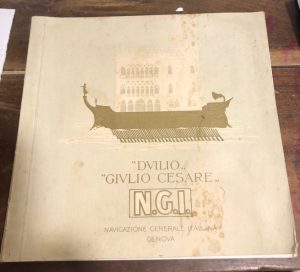 "DVILIO„
"GIVLIO CESARE„
N.G.I.
NAVIGAZIONE GENERALE ITALIANA
GENOVA